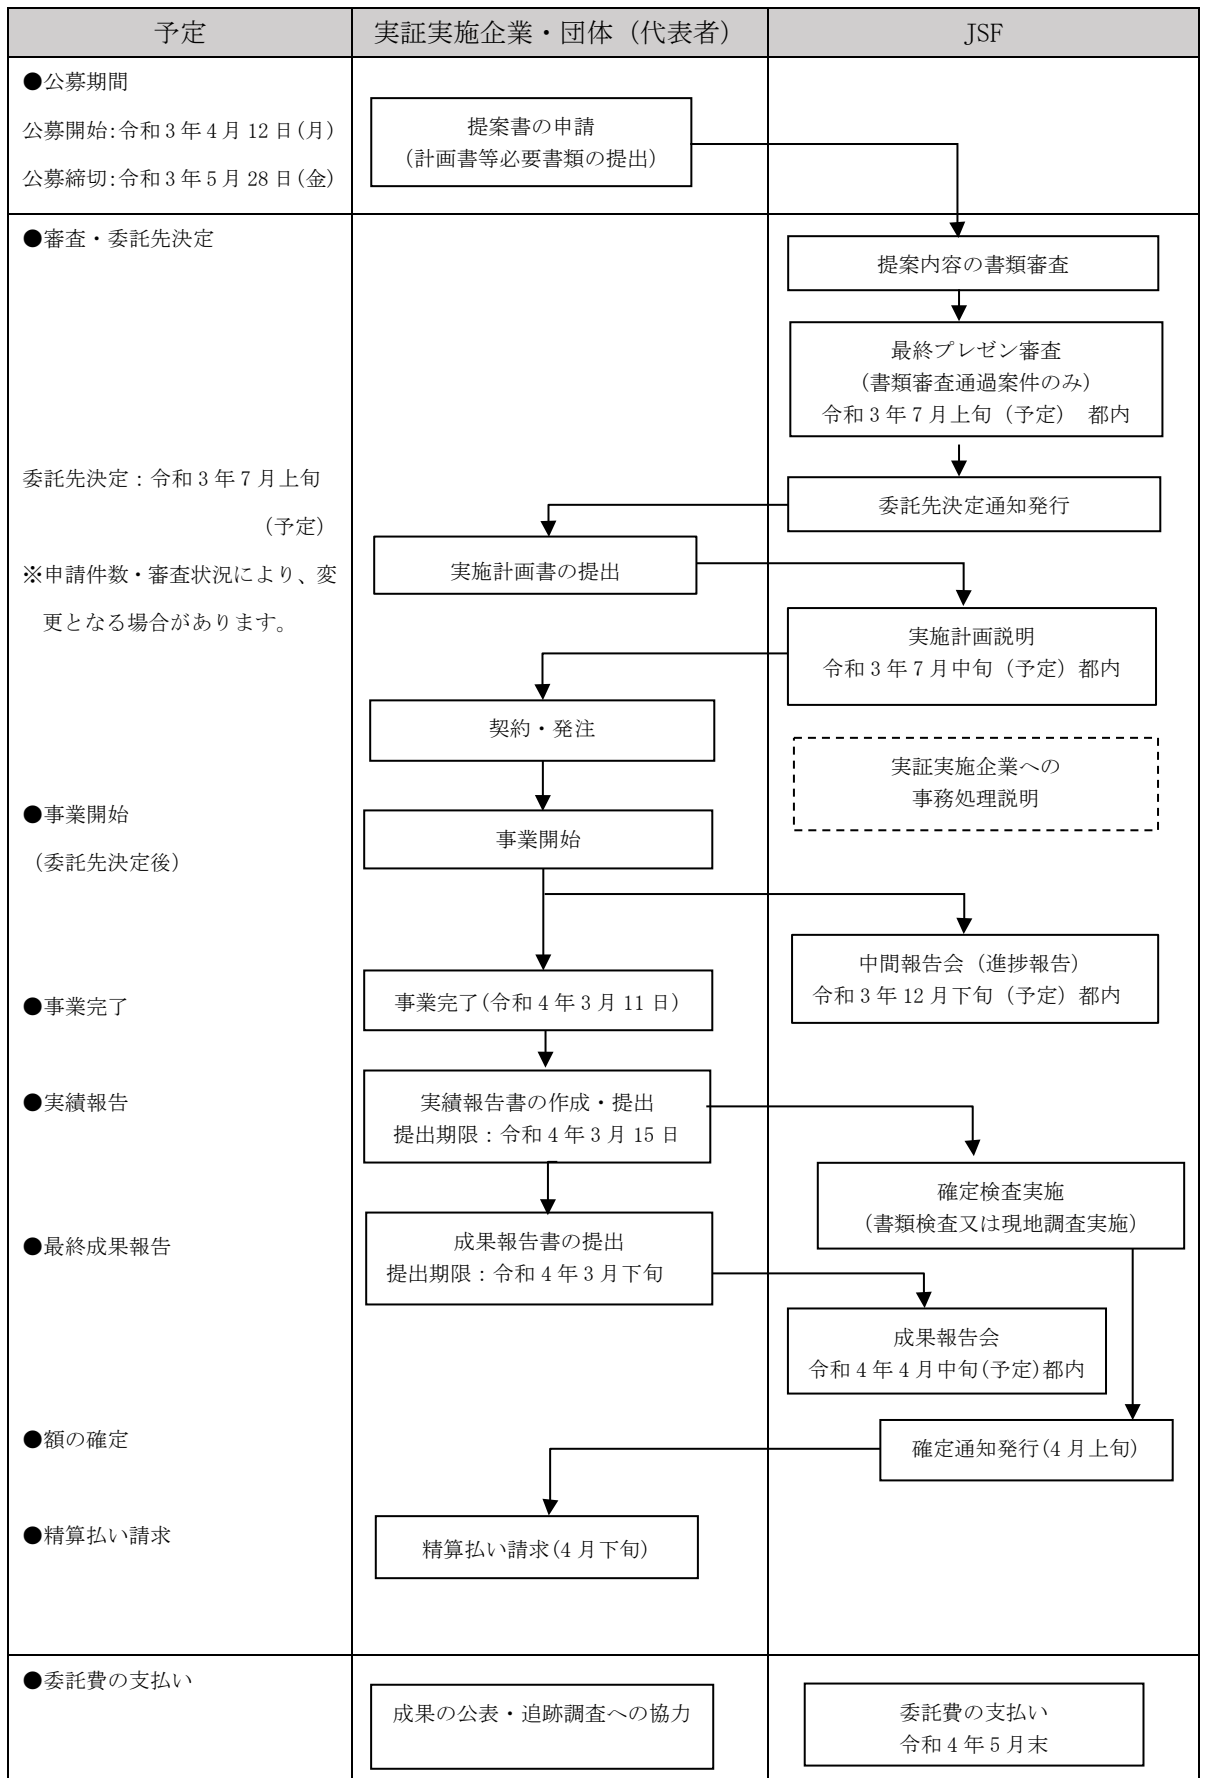 予定
実証実施企業・団体（代表者）
JSF
●公募期間
公募開始:令和3年4月12日(月)
公募締切:令和3年5月28日(金)
提案書の申請
（計画書等必要書類の提出）
●審査・委託先決定
提案内容の書類審査
最終プレゼン審査
（書類審査通過案件のみ）
令和3年7月上旬（予定） 都内
委託先決定：令和3年7月上旬
（予定）
※申請件数・審査状況により、変
更となる場合があります。
委託先決定通知発行
実施計画書の提出
実施計画説明
令和3年7月中旬（予定）都内
契約・発注
実証実施企業への
事務処理説明
●事業開始
（委託先決定後）
事業開始
中間報告会（進捗報告）
令和3年12月下旬（予定）都内
●事業完了
事業完了(令和4年3月11日)
●実績報告
実績報告書の作成・提出
提出期限：令和4年3月15日
確定検査実施
（書類検査又は現地調査実施）
●最終成果報告
成果報告書の提出
提出期限：令和4年3月下旬
成果報告会
令和4年4月中旬(予定)都内
●額の確定
確定通知発行(4月上旬)
●精算払い請求
精算払い請求(4月下旬)
●委託費の支払い
成果の公表・追跡調査への協力
委託費の支払い
令和4年5月末